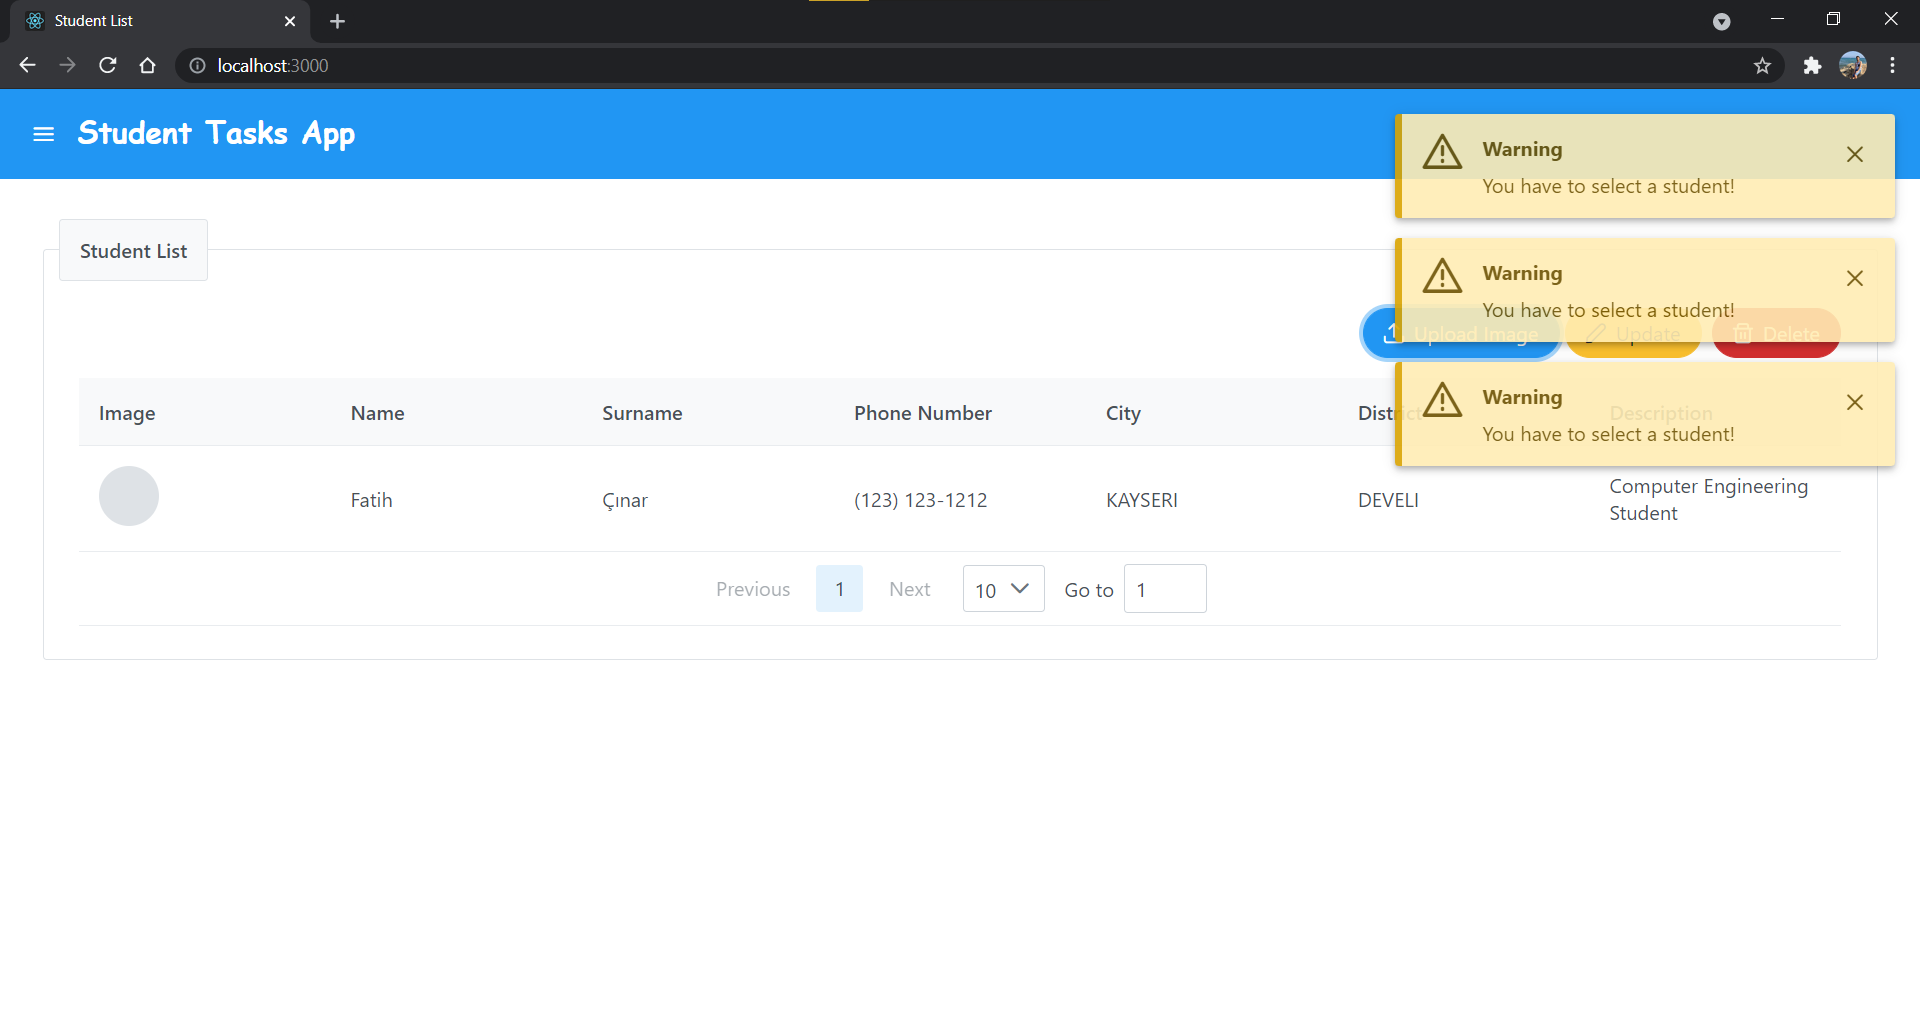 Student List
localhost:3000
Student Tasks App
Warning
You have to select a student!
Student List
Warning
You have to select a student!
Upload Image Update Delete
Warning
You have to select a student!
Image Name Surname Phone Number City District Description
Fatih Çınar (123) 123-1212 KAYSERI DEVELI Computer Engineering
Student
Previous 1 Next 10 Go to 1